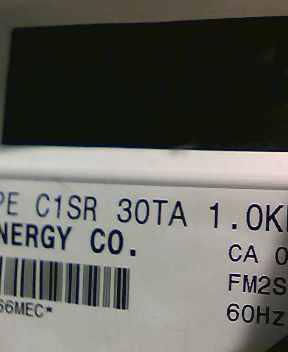 PE C1SR 30TA 1.0K
NERGY CO.
CA 0
FM2S
60Hz
66MEC*